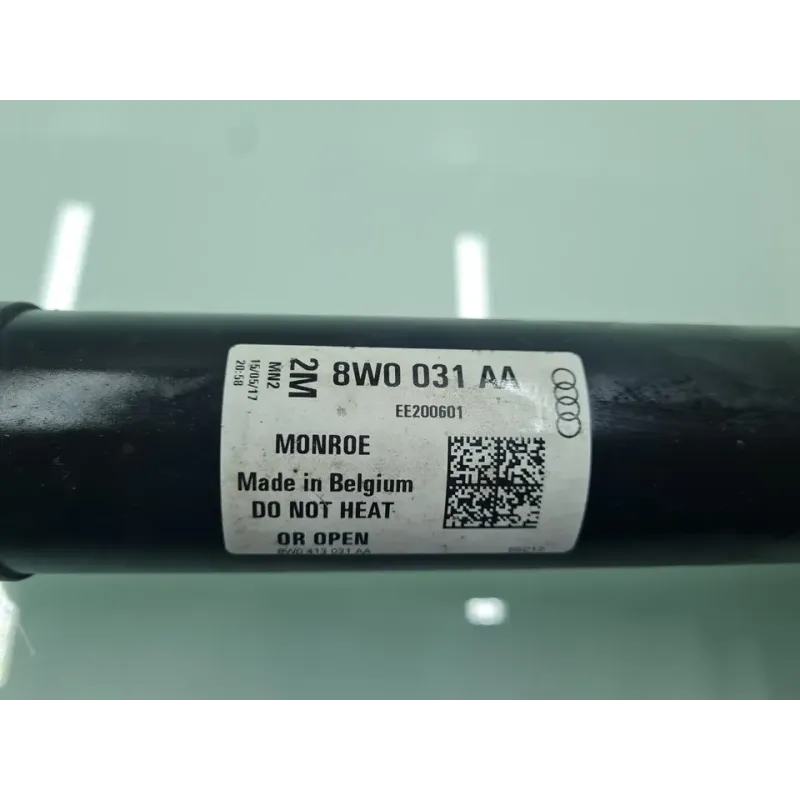 2M 8W0 031 AA
MN2
15/05/17
20:58
EE200601
MONROE
Made in Belgium
DO NOT HEAT
OR OPEN
8W0 413 031 AA